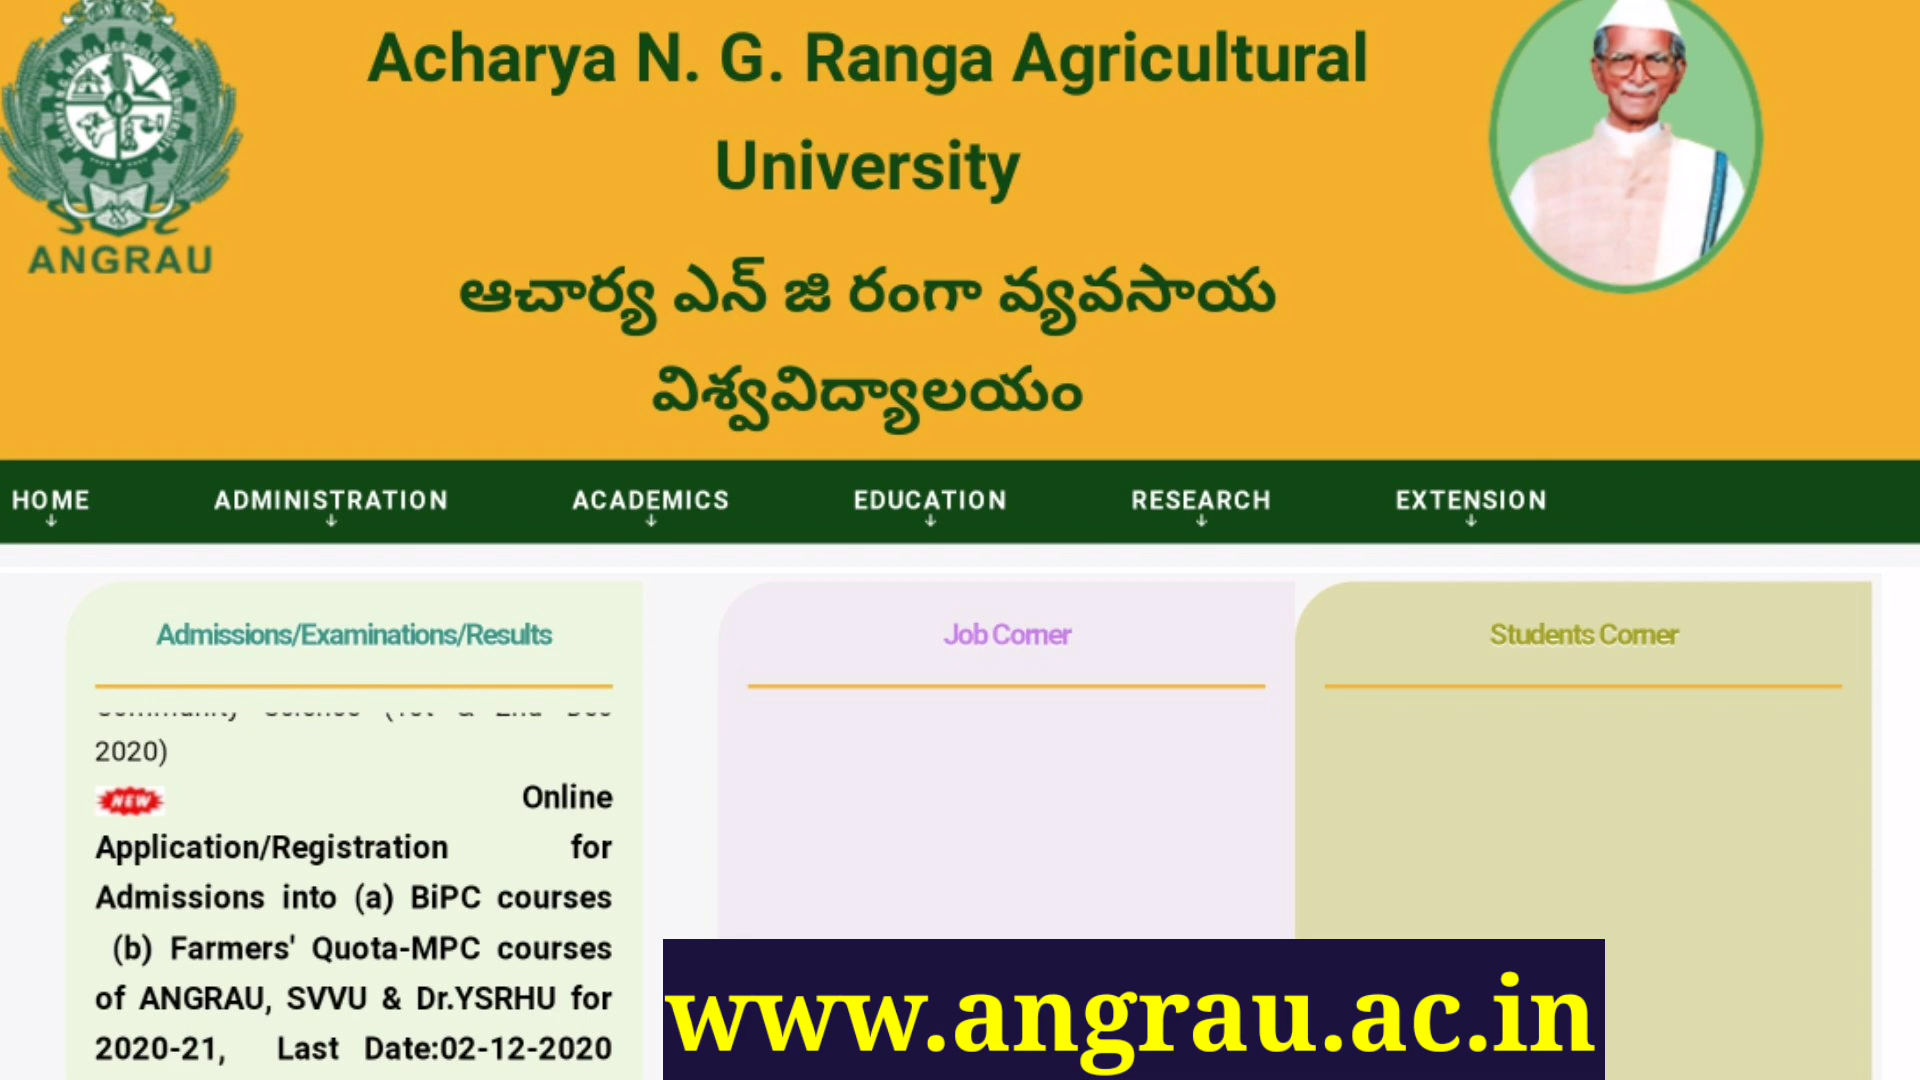 Acharya N. G. Ranga Agricultural
University
ఆచార్య ఎన్ జి రంగా వ్యవసాయ
విశ్వవిద్యాలయం
ANGRAU
HOME ADMINISTRATION ACADEMICS EDUCATION RESEARCH EXTENSION
Admissions/Examinations/Results
2020)
NEW Online
Application/Registration for
Admissions into (a) BiPC courses
(b) Farmers' Quota-MPC courses
of ANGRAU, SVVU & Dr.YSRHU for
2020-21, Last Date:02-12-2020
Job Corner
Students Corner
www.angrau.ac.in